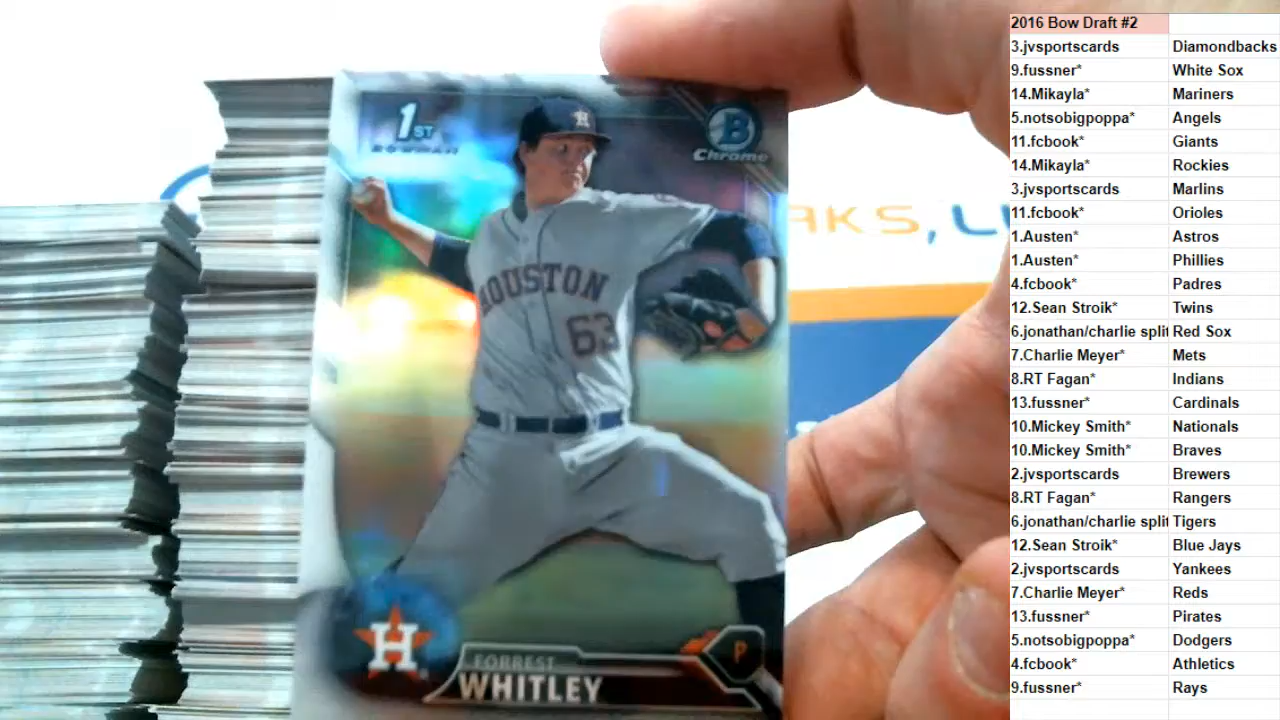 1ST
BOWMAN
B
Chrome
H
HOUSTON
63
H
FORREST
WHITLEY
P
AKS, L
2016 Bow Draft #2
3.jvsportscards Diamondbacks
9.fussner* White Sox
14.Mikayla* Mariners
5.notsobigpoppa* Angels
11.fcbook* Giants
14.Mikayla* Rockies
3.jvsportscards Marlins
11.fcbook* Orioles
1.Austen* Astros
1.Austen* Phillies
4.fcbook* Padres
12.Sean Stroik* Twins
6.jonathan/charlie split Red Sox
7.Charlie Meyer* Mets
8.RT Fagan* Indians
13.fussner* Cardinals
10.Mickey Smith* Nationals
10.Mickey Smith* Braves
2.jvsportscards Brewers
8.RT Fagan* Rangers
6.jonathan/charlie split Tigers
12.Sean Stroik* Blue Jays
2.jvsportscards Yankees
7.Charlie Meyer* Reds
13.fussner* Pirates
5.notsobigpoppa* Dodgers
4.fcbook* Athletics
9.fussner* Rays